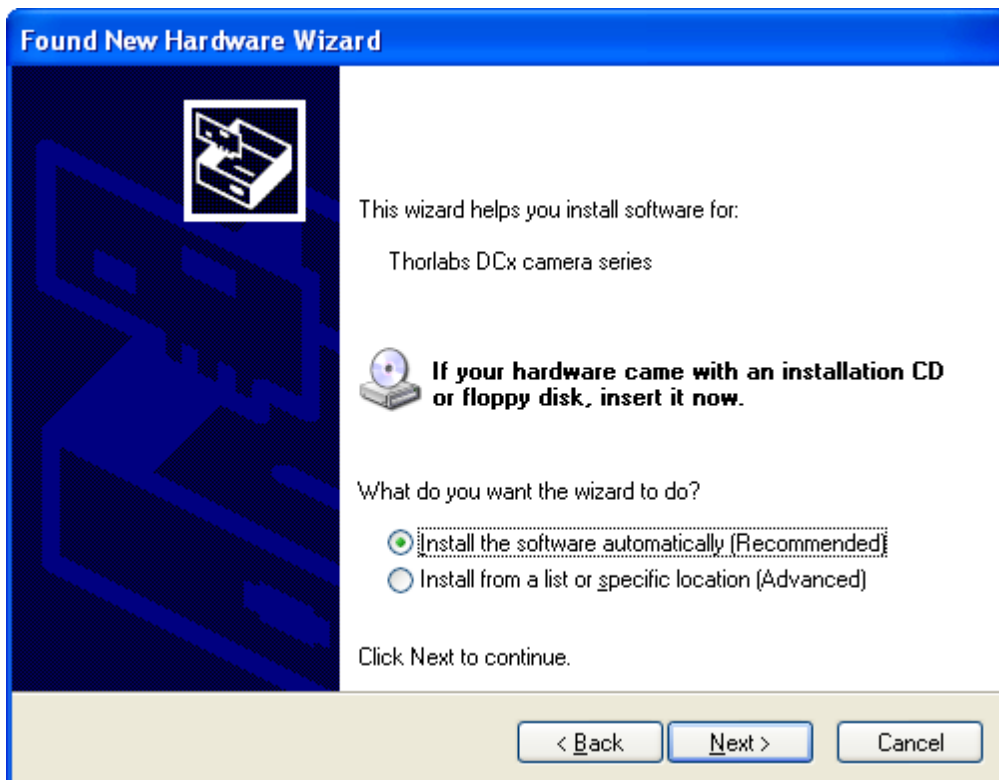 Found New Hardware Wizard
This wizard helps you install software for:
Thorlabs DCx camera series
If your hardware came with an installation CD
or floppy disk, insert it now.
What do you want the wizard to do?
Install the software automatically (Recommended)
Install from a list or specific location (Advanced)
Click Next to continue.
< Back Next > Cancel